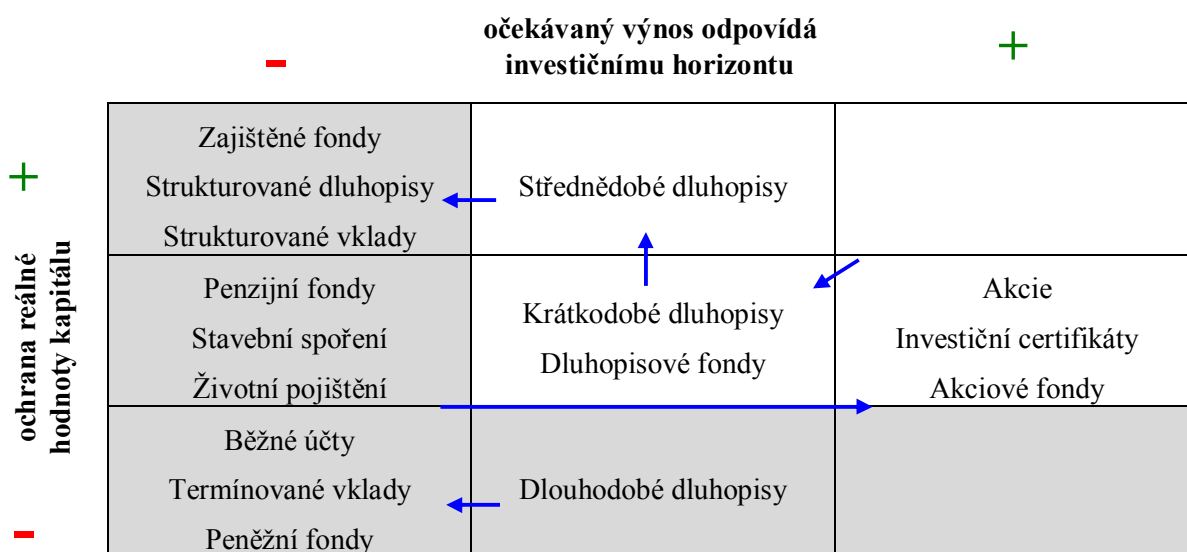 očekávaný výnos odpovídá
investičnímu horizontu
-
+
+
ochrana reálné
hodnoty kapitálu
-
Zajištěné fondy
Strukturované dluhopisy
Strukturované vklady
Střednědobé dluhopisy
Penzijní fondy
Stavební spoření
Životní pojištění
Krátkodobé dluhopisy
Dluhopisové fondy
Akcie
Investiční certifikáty
Akciové fondy
Běžné účty
Termínované vklady
Peněžní fondy
Dlouhodobé dluhopisy